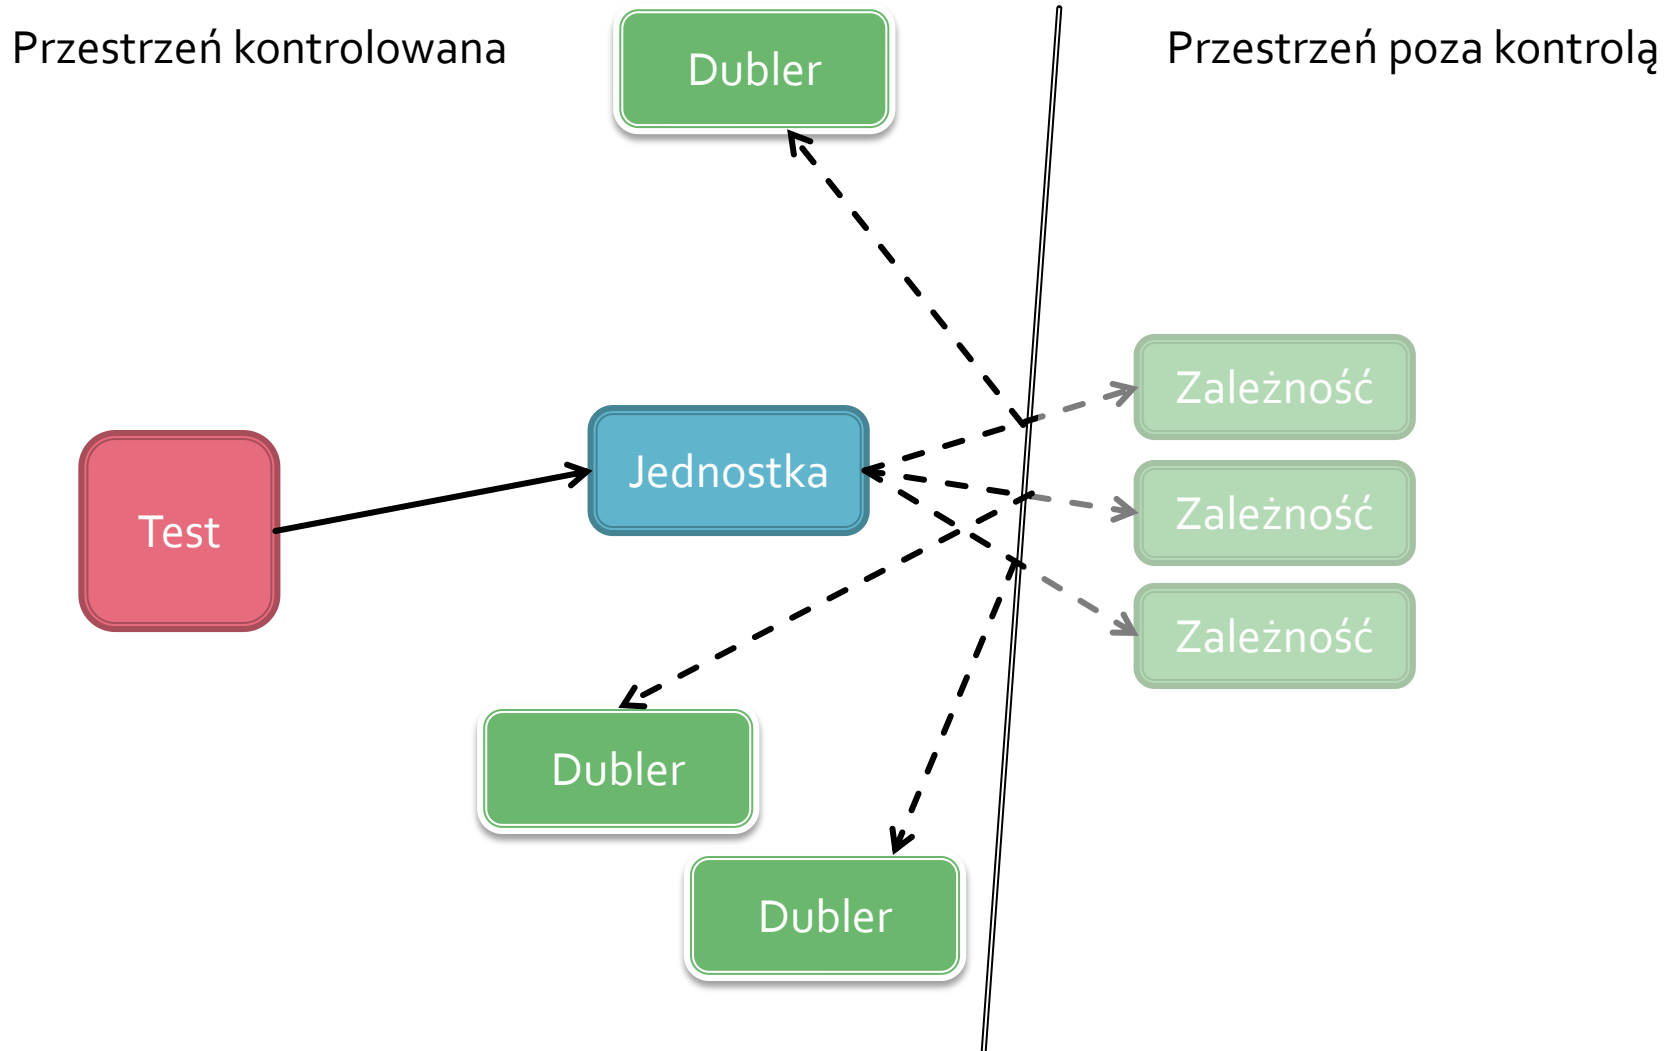 Przestrzeń kontrolowana
Dubler
Przestrzeń poza kontrolą
Zależność
Jednostka
Test
Zależność
Zależność
Dubler
Dubler